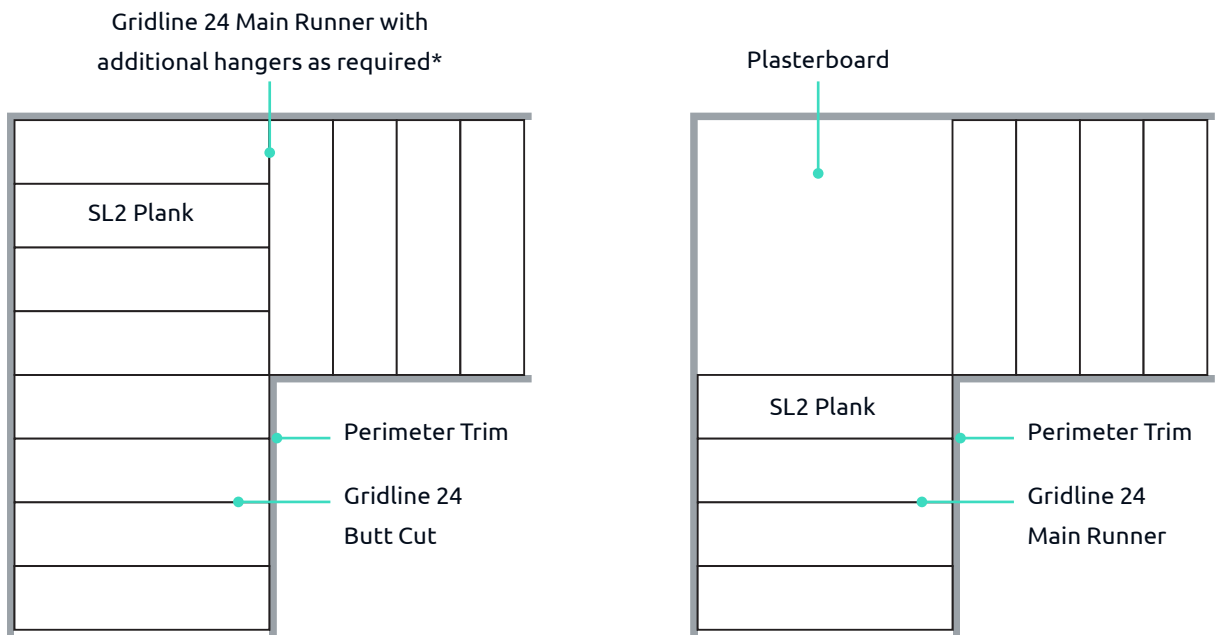 Gridline 24 Main Runner with
additional hangers as required*
SL2 Plank
Perimeter Trim
Gridline 24
Butt Cut
Plasterboard
SL2 Plank
Perimeter Trim
Gridline 24
Main Runner